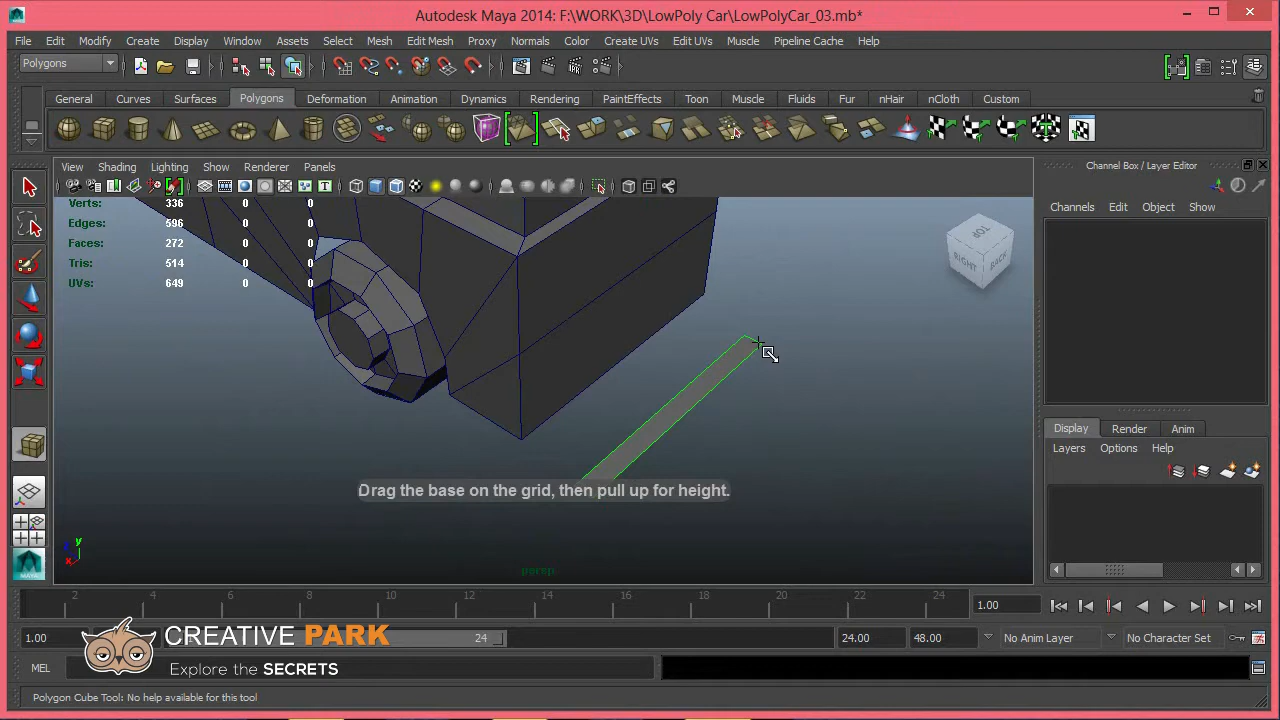 Autodesk Maya 2014: F:\WORK\3D\LowPoly Car\LowPolyCar_03.mb*
File Edit Modify Create Display Window Assets Select Mesh Edit Mesh Proxy Normals Color Create UVs Edit UVs Muscle Pipeline Cache Help
Polygons
General Curves Surfaces Polygons Deformation Animation Dynamics Rendering PaintEffects Toon Muscle Fluids Fur nHair nCloth Custom
View Shading Lighting Show Renderer Panels
Channel Box / Layer Editor
Channels Edit Object Show
Verts: 336 0 0
Edges: 596 0 0
Faces: 272 0 0
Tris: 514 0 0
UVs: 649 0 0
TOP
RIGHT BACK
Drag the base on the grid, then pull up for height.
y
x
persp
Display Render Anim
Layers Options Help
MAYA
2 4 6 8 10 12 14 16 18 20 22 24
1.00
1.00 24 24.00 48.00 No Anim Layer No Character Set
CREATIVE PARK
Explore the SECRETS
MEL
Polygon Cube Tool: No help available for this tool